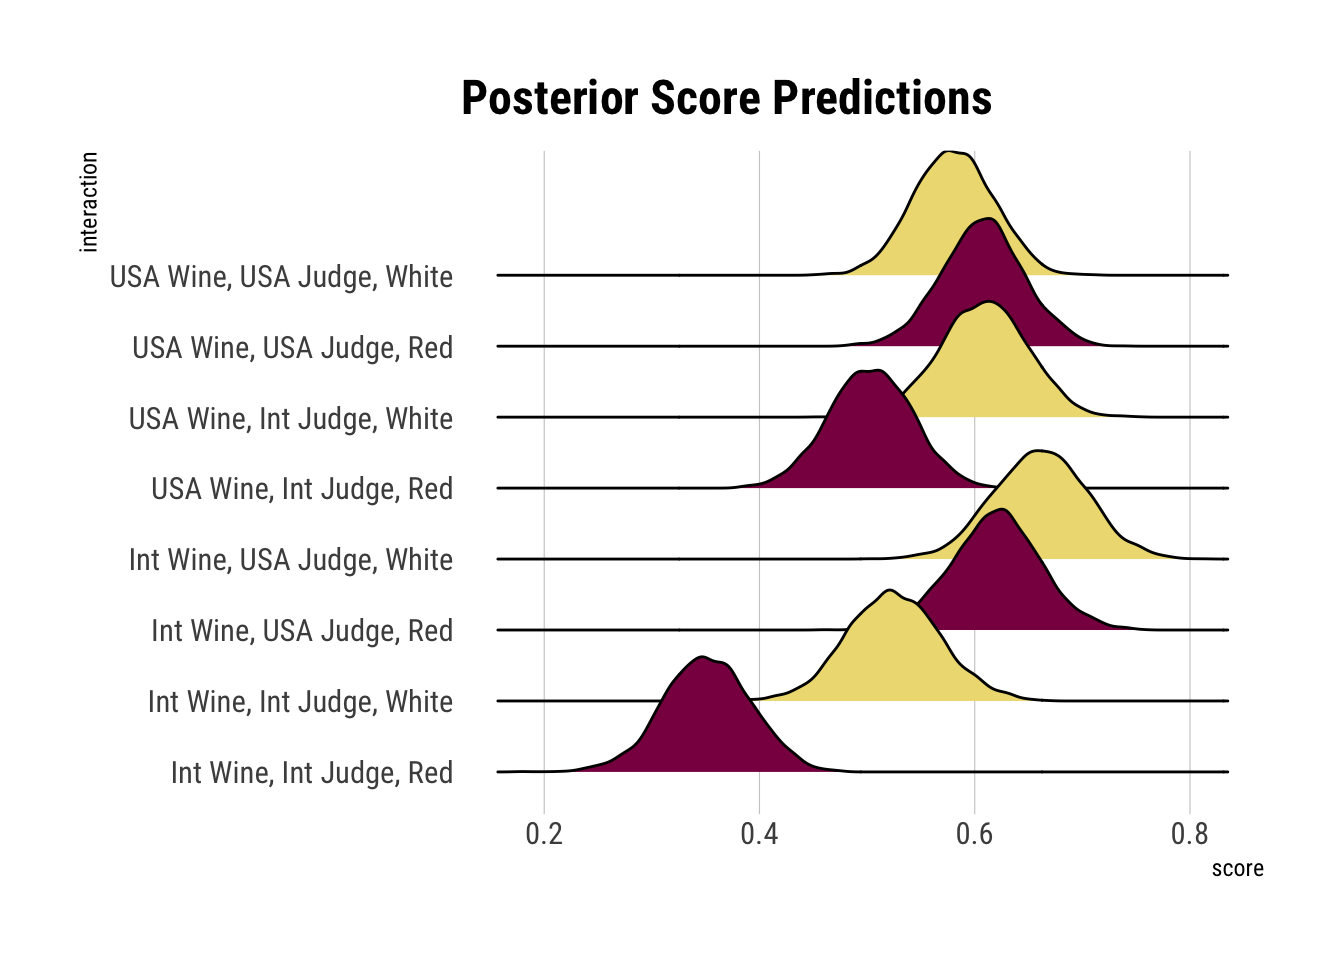 Posterior Score Predictions
interaction
USA Wine, USA Judge, White
USA Wine, USA Judge, Red
USA Wine, Int Judge, White
USA Wine, Int Judge, Red
Int Wine, USA Judge, White
Int Wine, USA Judge, Red
Int Wine, Int Judge, White
Int Wine, Int Judge, Red
0.2 0.4 0.6 0.8
score